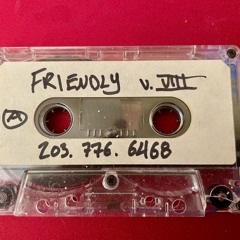 FRIENDLY v. VIII
A
203. 776. 6468